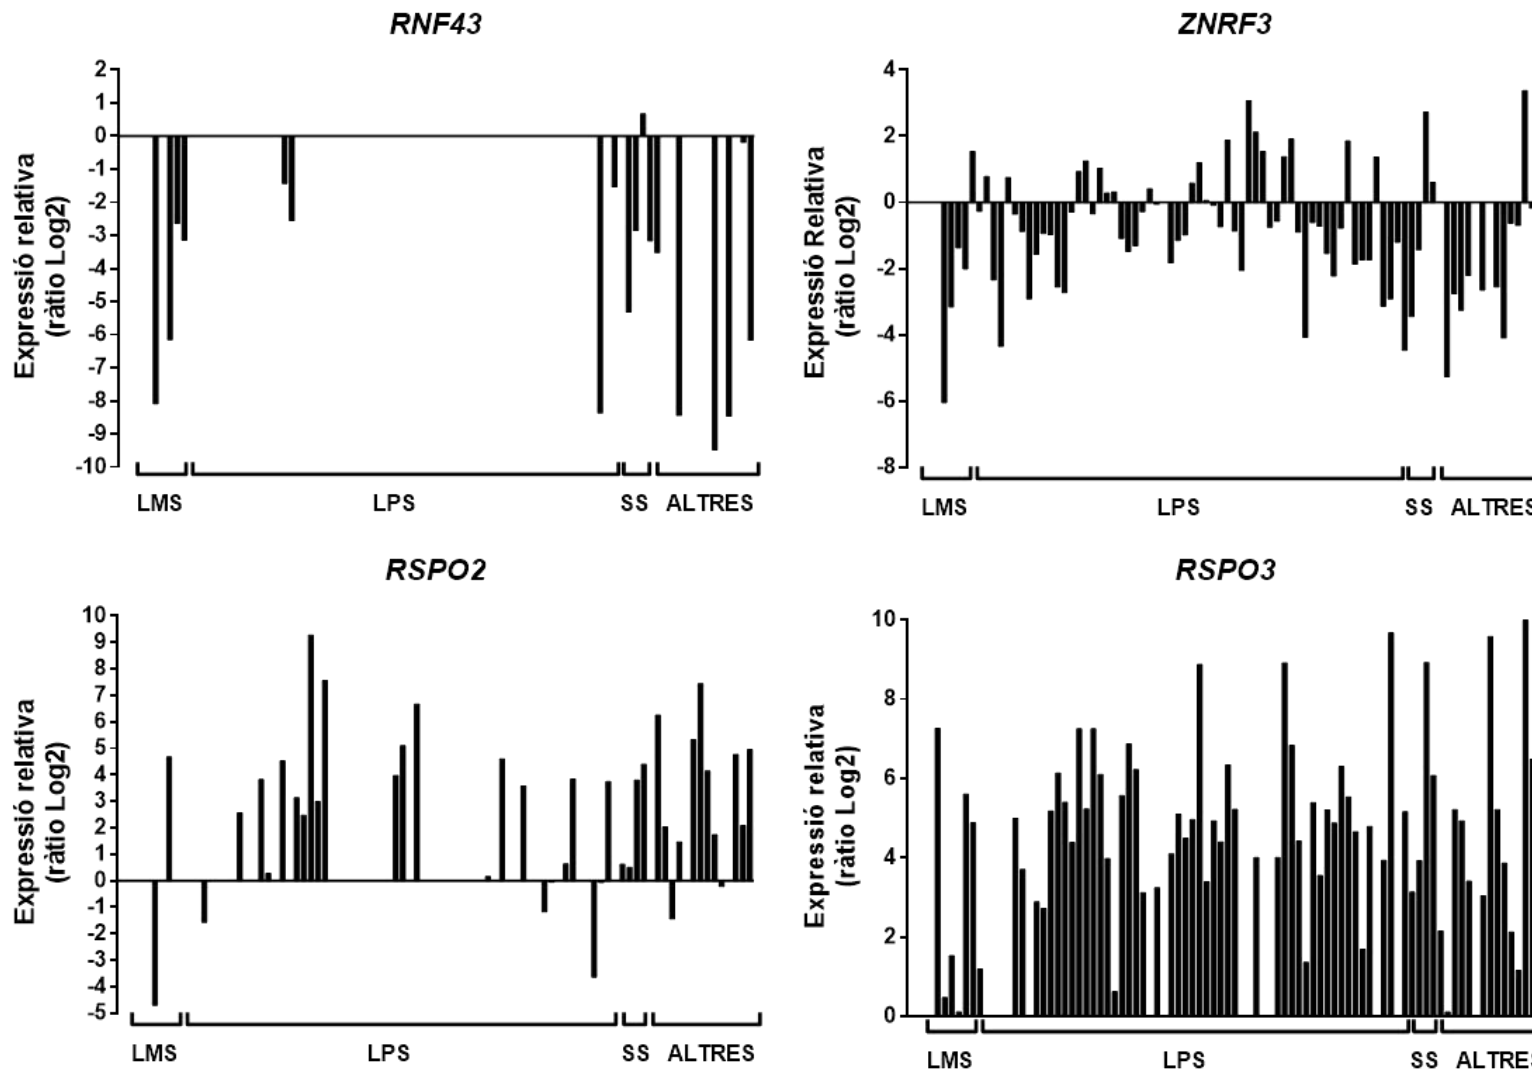 RNF43
Expressió relativa
(ràtio Log2)
2
1
0
-1
-2
-3
-4
-5
-6
-7
-8
-9
-10
LMS
LPS
SS
ALTRES
ZNRF3
Expressió Relativa
(ràtio Log2)
4
2
0
-2
-4
-6
-8
LMS
LPS
SS
ALTRES
RSPO2
Expressió relativa
(ràtio Log2)
10
9
8
7
6
5
4
3
2
1
0
-1
-2
-3
-4
-5
LMS
LPS
SS
ALTRES
RSPO3
Expressió relativa
(ràtio Log2)
10
8
6
4
2
0
LMS
LPS
SS
ALTRES